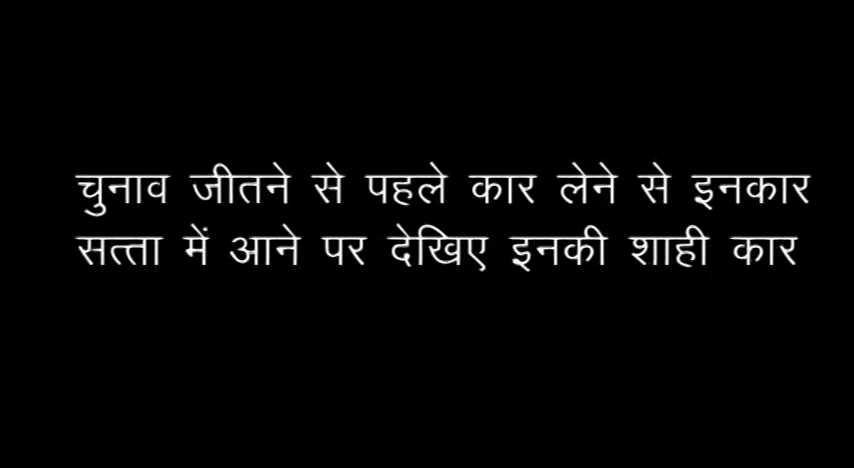 चुनाव जीतने से पहले कार लेने से इनकार
सत्ता में आने पर देखिए इनकी शाही कार